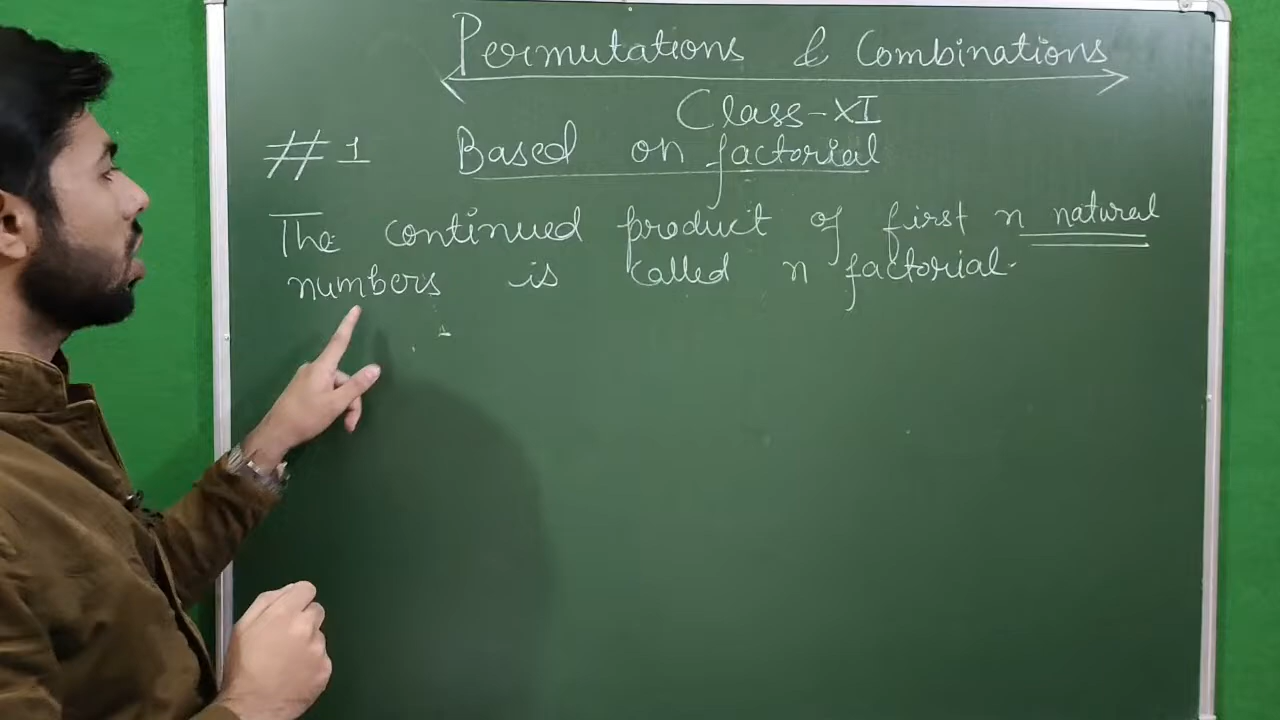 Permutations & Combinations
Class-XI
#1 Based on factorial
The continued product of first n natural
numbers is called n factorial.